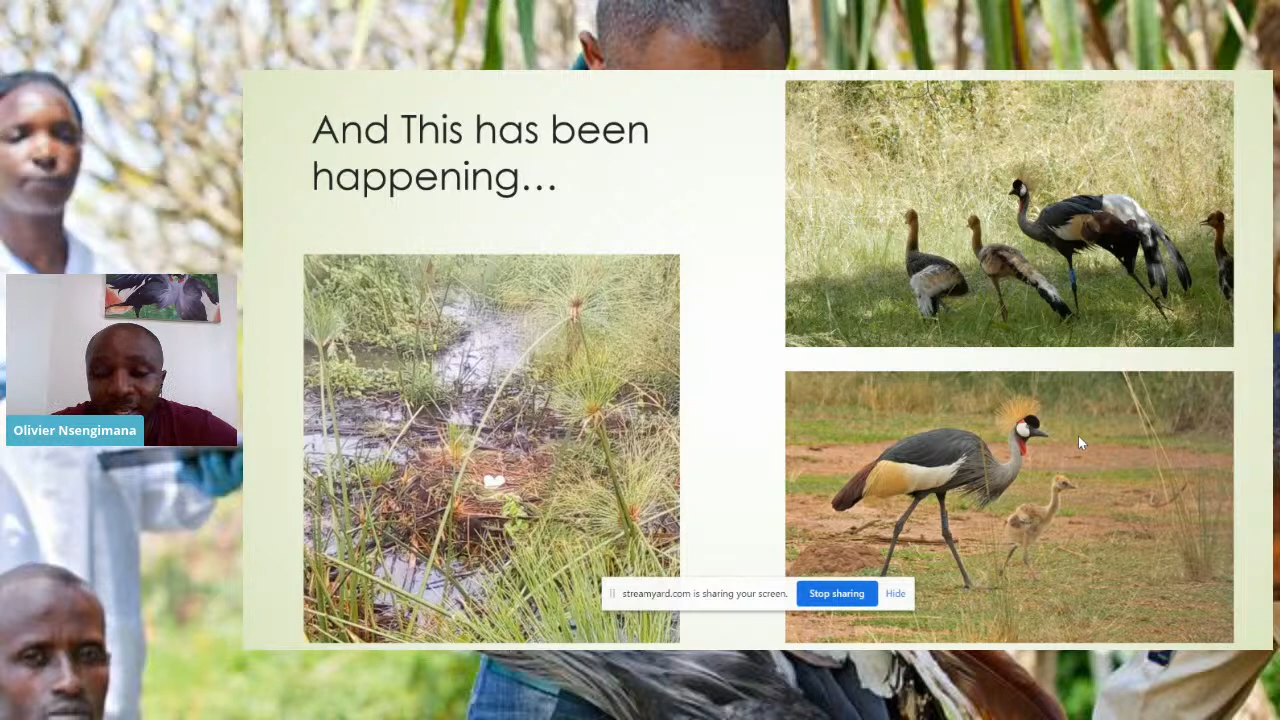 And This has been
happening...
Olivier Nsengimana
streamyard.com is sharing your screen.
Stop sharing
Hide